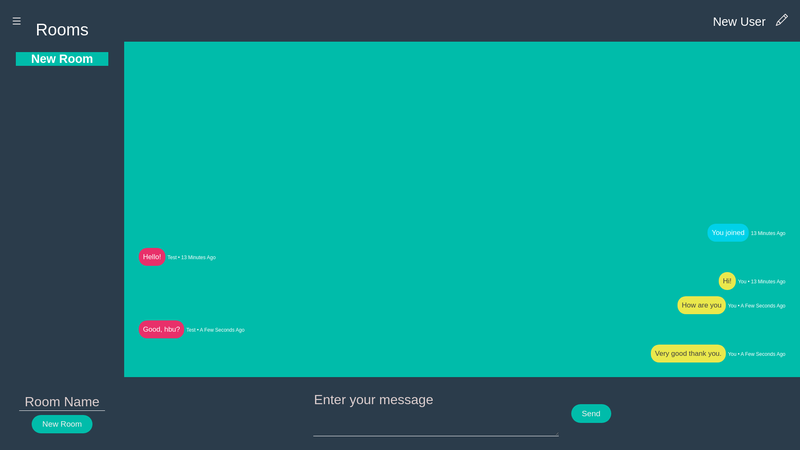 Rooms
New User
New Room
You joined 13 Minutes Ago
Hello! Test • 13 Minutes Ago
Hi! You • 13 Minutes Ago
How are you You • A Few Seconds Ago
Good, hbu? Test • A Few Seconds Ago
Very good thank you. You • A Few Seconds Ago
Room Name
New Room
Enter your message
Send